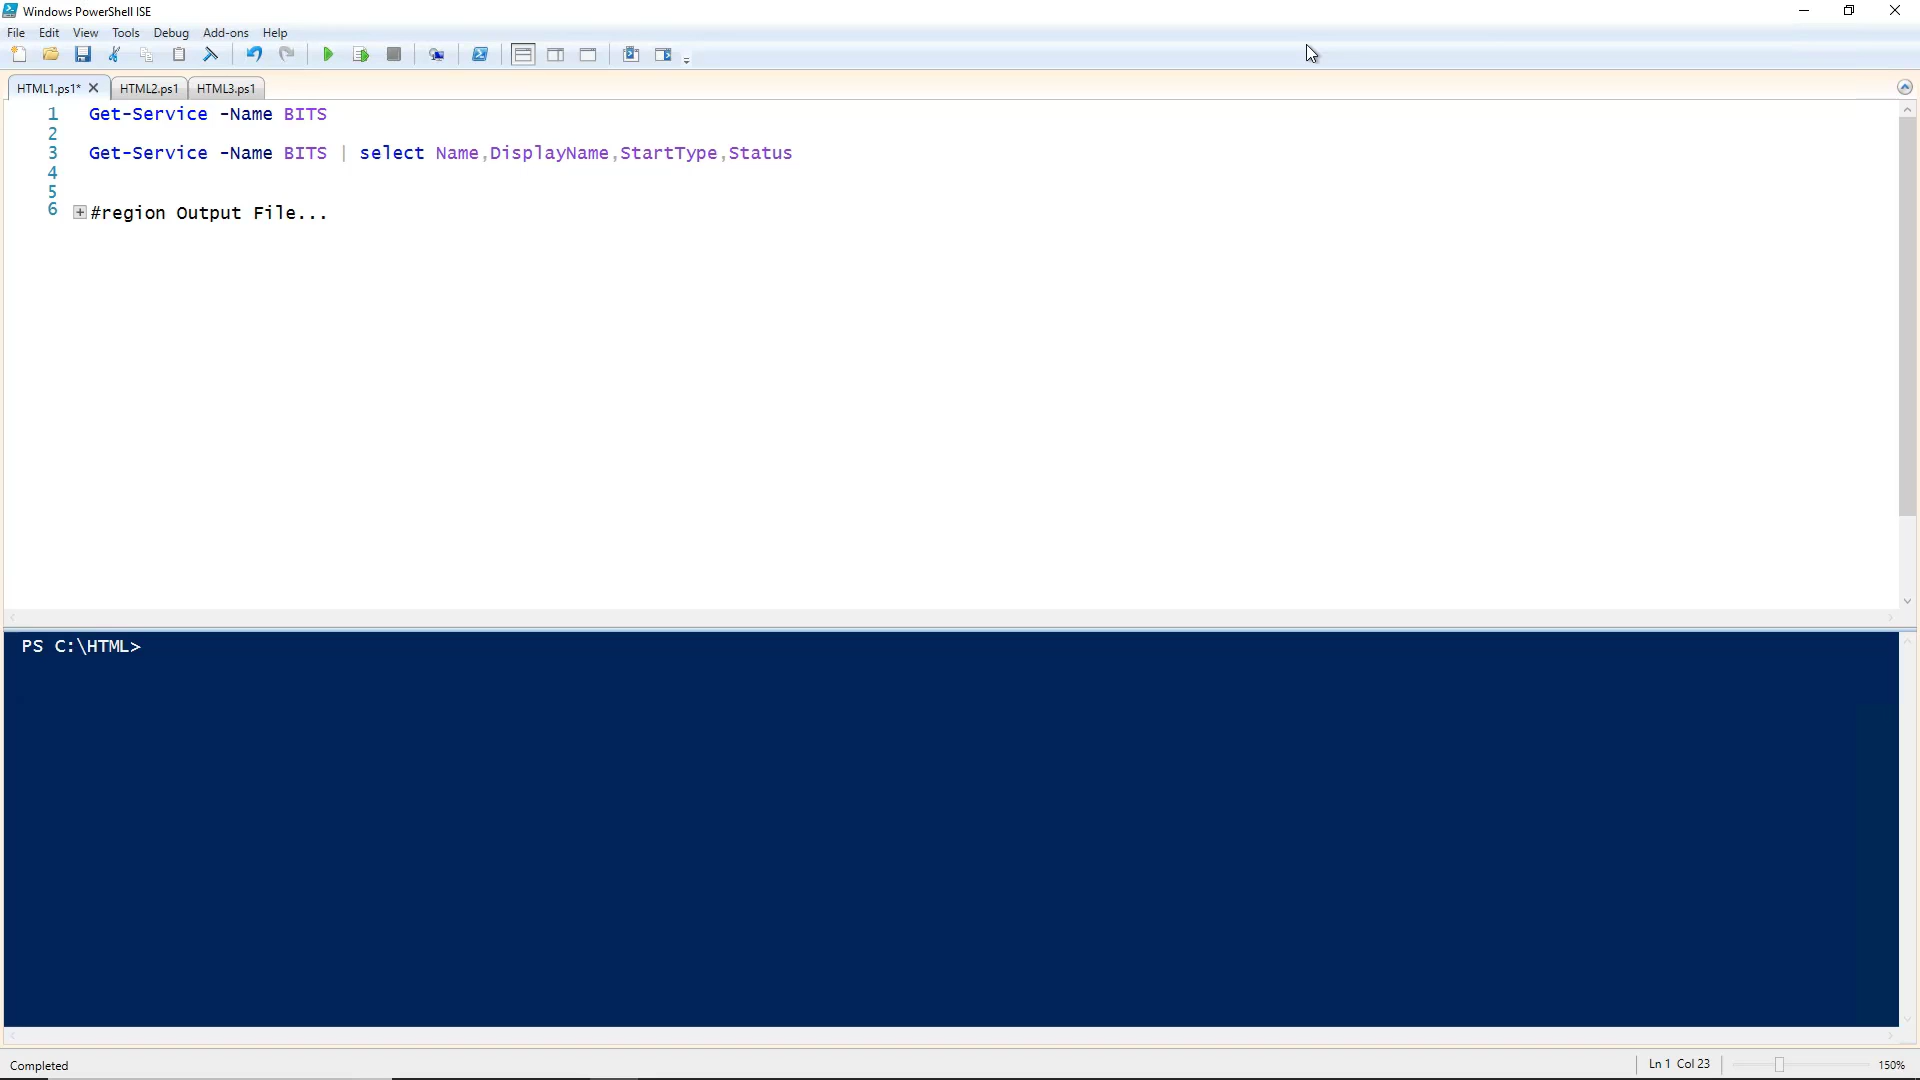 Windows PowerShell ISE
File Edit View Tools Debug Add-ons Help
HTML1.ps1* HTML2.ps1 HTML3.ps1
1 Get-Service -Name BITS
2
3 Get-Service -Name BITS | select Name,DisplayName,StartType,Status
4
5
6 #region Output File...
PS C:\HTML>
Completed Ln 1 Col 23 150%